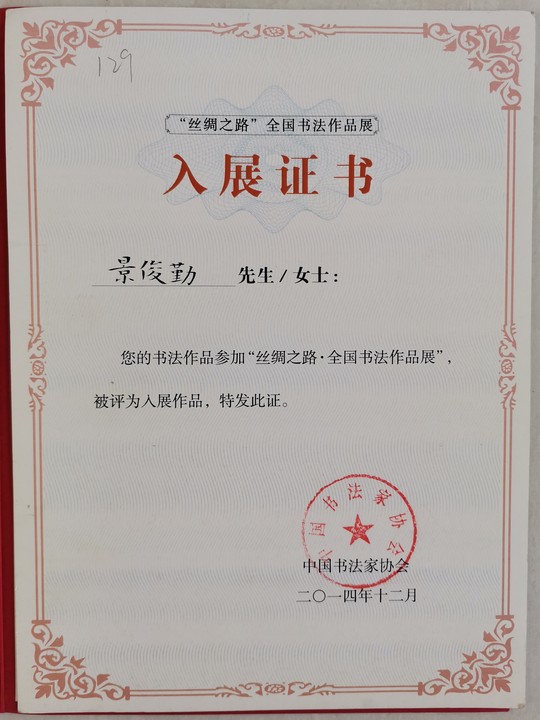 129
“丝绸之路”全国书法作品展
入展证书
景俊勤 先生/女士：
您的书法作品参加“丝绸之路·全国书法作品展”，
被评为入展作品，特发此证。
中国书法家协会
中国书法家协会
二〇一四年十二月